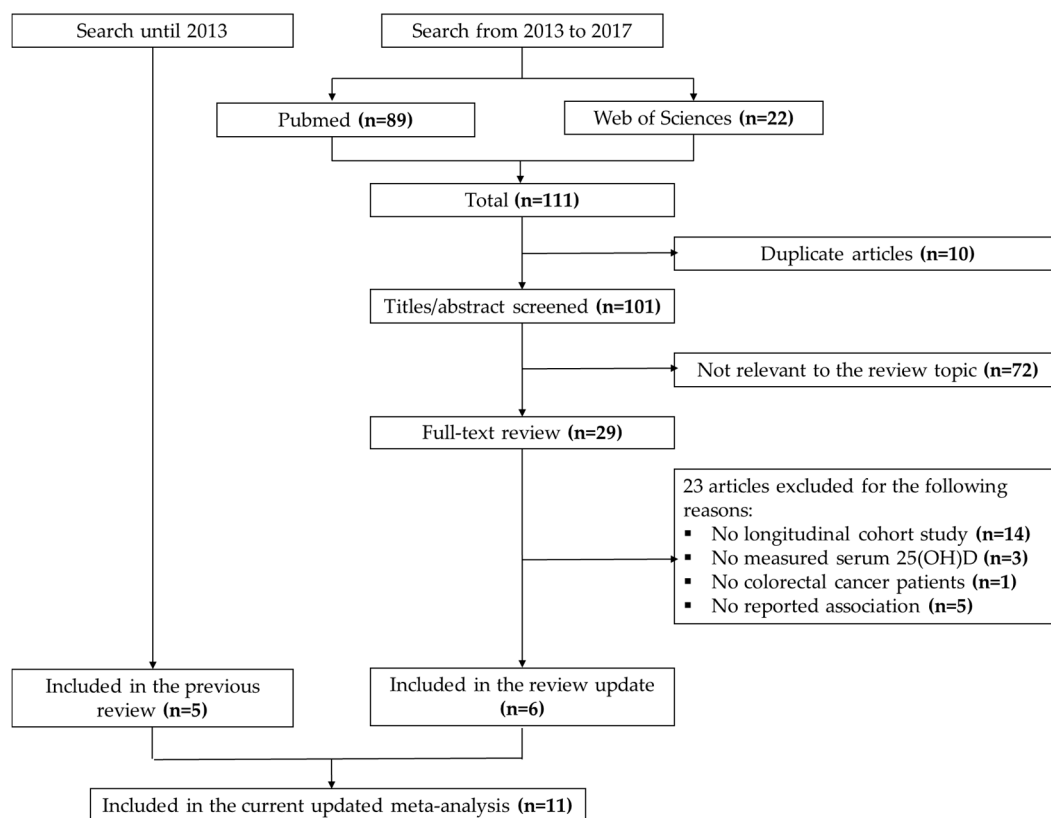 Search until 2013
Search from 2013 to 2017
Pubmed (n=89)
Web of Sciences (n=22)
Total (n=111)
Duplicate articles (n=10)
Titles/abstract screened (n=101)
Not relevant to the review topic (n=72)
Full-text review (n=29)
23 articles excluded for the following
reasons:
▪ No longitudinal cohort study (n=14)
▪ No measured serum 25(OH)D (n=3)
▪ No colorectal cancer patients (n=1)
▪ No reported association (n=5)
Included in the previous
review (n=5)
Included in the review update
(n=6)
Included in the current updated meta-analysis (n=11)